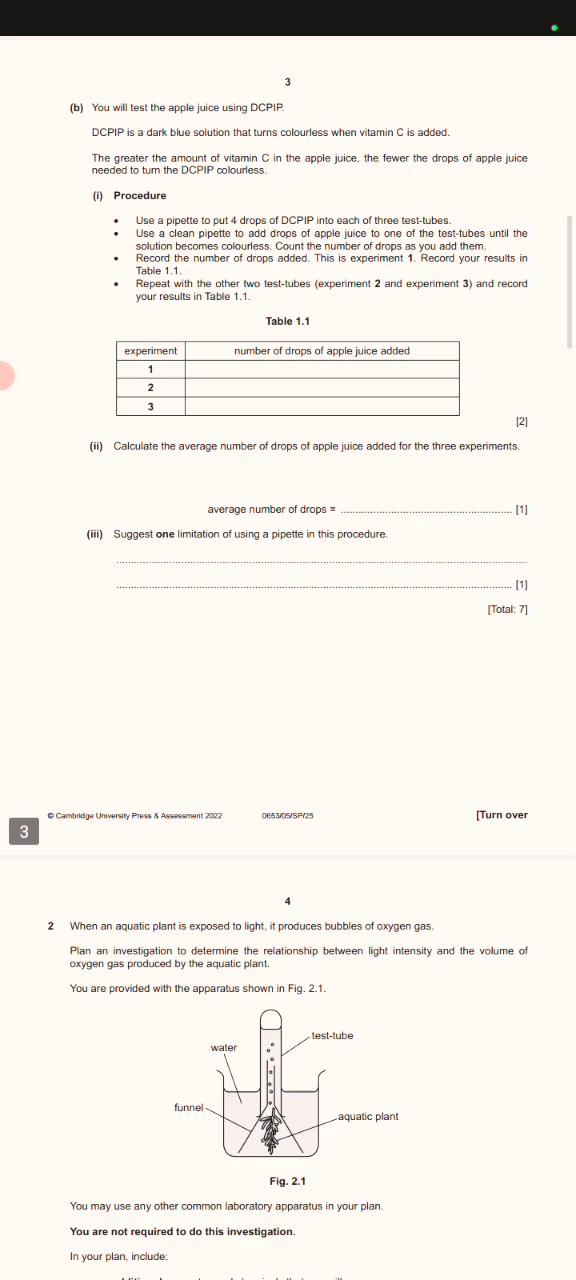 3
(b) You will test the apple juice using DCPIP.
DCPIP is a dark blue solution that turns colourless when vitamin C is added.
The greater the amount of vitamin C in the apple juice, the fewer the drops of apple juice
needed to turn the DCPIP colourless.
(i) Procedure
• Use a pipette to put 4 drops of DCPIP into each of three test-tubes.
• Use a clean pipette to add drops of apple juice to one of the test-tubes until the
solution becomes colourless. Count the number of drops as you add them.
• Record the number of drops added. This is experiment 1. Record your results in
Table 1.1.
• Repeat with the other two test-tubes (experiment 2 and experiment 3) and record
your results in Table 1.1.
Table 1.1
experiment number of drops of apple juice added
1
2
3
[2]
(ii) Calculate the average number of drops of apple juice added for the three experiments.
average number of drops = .......................................................... [1]
(iii) Suggest one limitation of using a pipette in this procedure.
..........................................................................................................................................
..................................................................................................................................... [1]
[Total: 7]
3
© Cambridge University Press & Assessment 2022 0653/05/SP/25 [Turn over
4
2 When an aquatic plant is exposed to light, it produces bubbles of oxygen gas.
Plan an investigation to determine the relationship between light intensity and the volume of
oxygen gas produced by the aquatic plant.
You are provided with the apparatus shown in Fig. 2.1.
test-tube
water
funnel
aquatic plant
Fig. 2.1
You may use any other common laboratory apparatus in your plan.
You are not required to do this investigation.
In your plan, include: